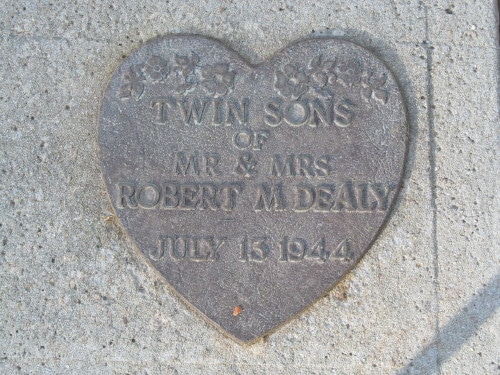 TWIN SONS
OF
MR & MRS
ROBERT M DEALY
JULY 13 1944